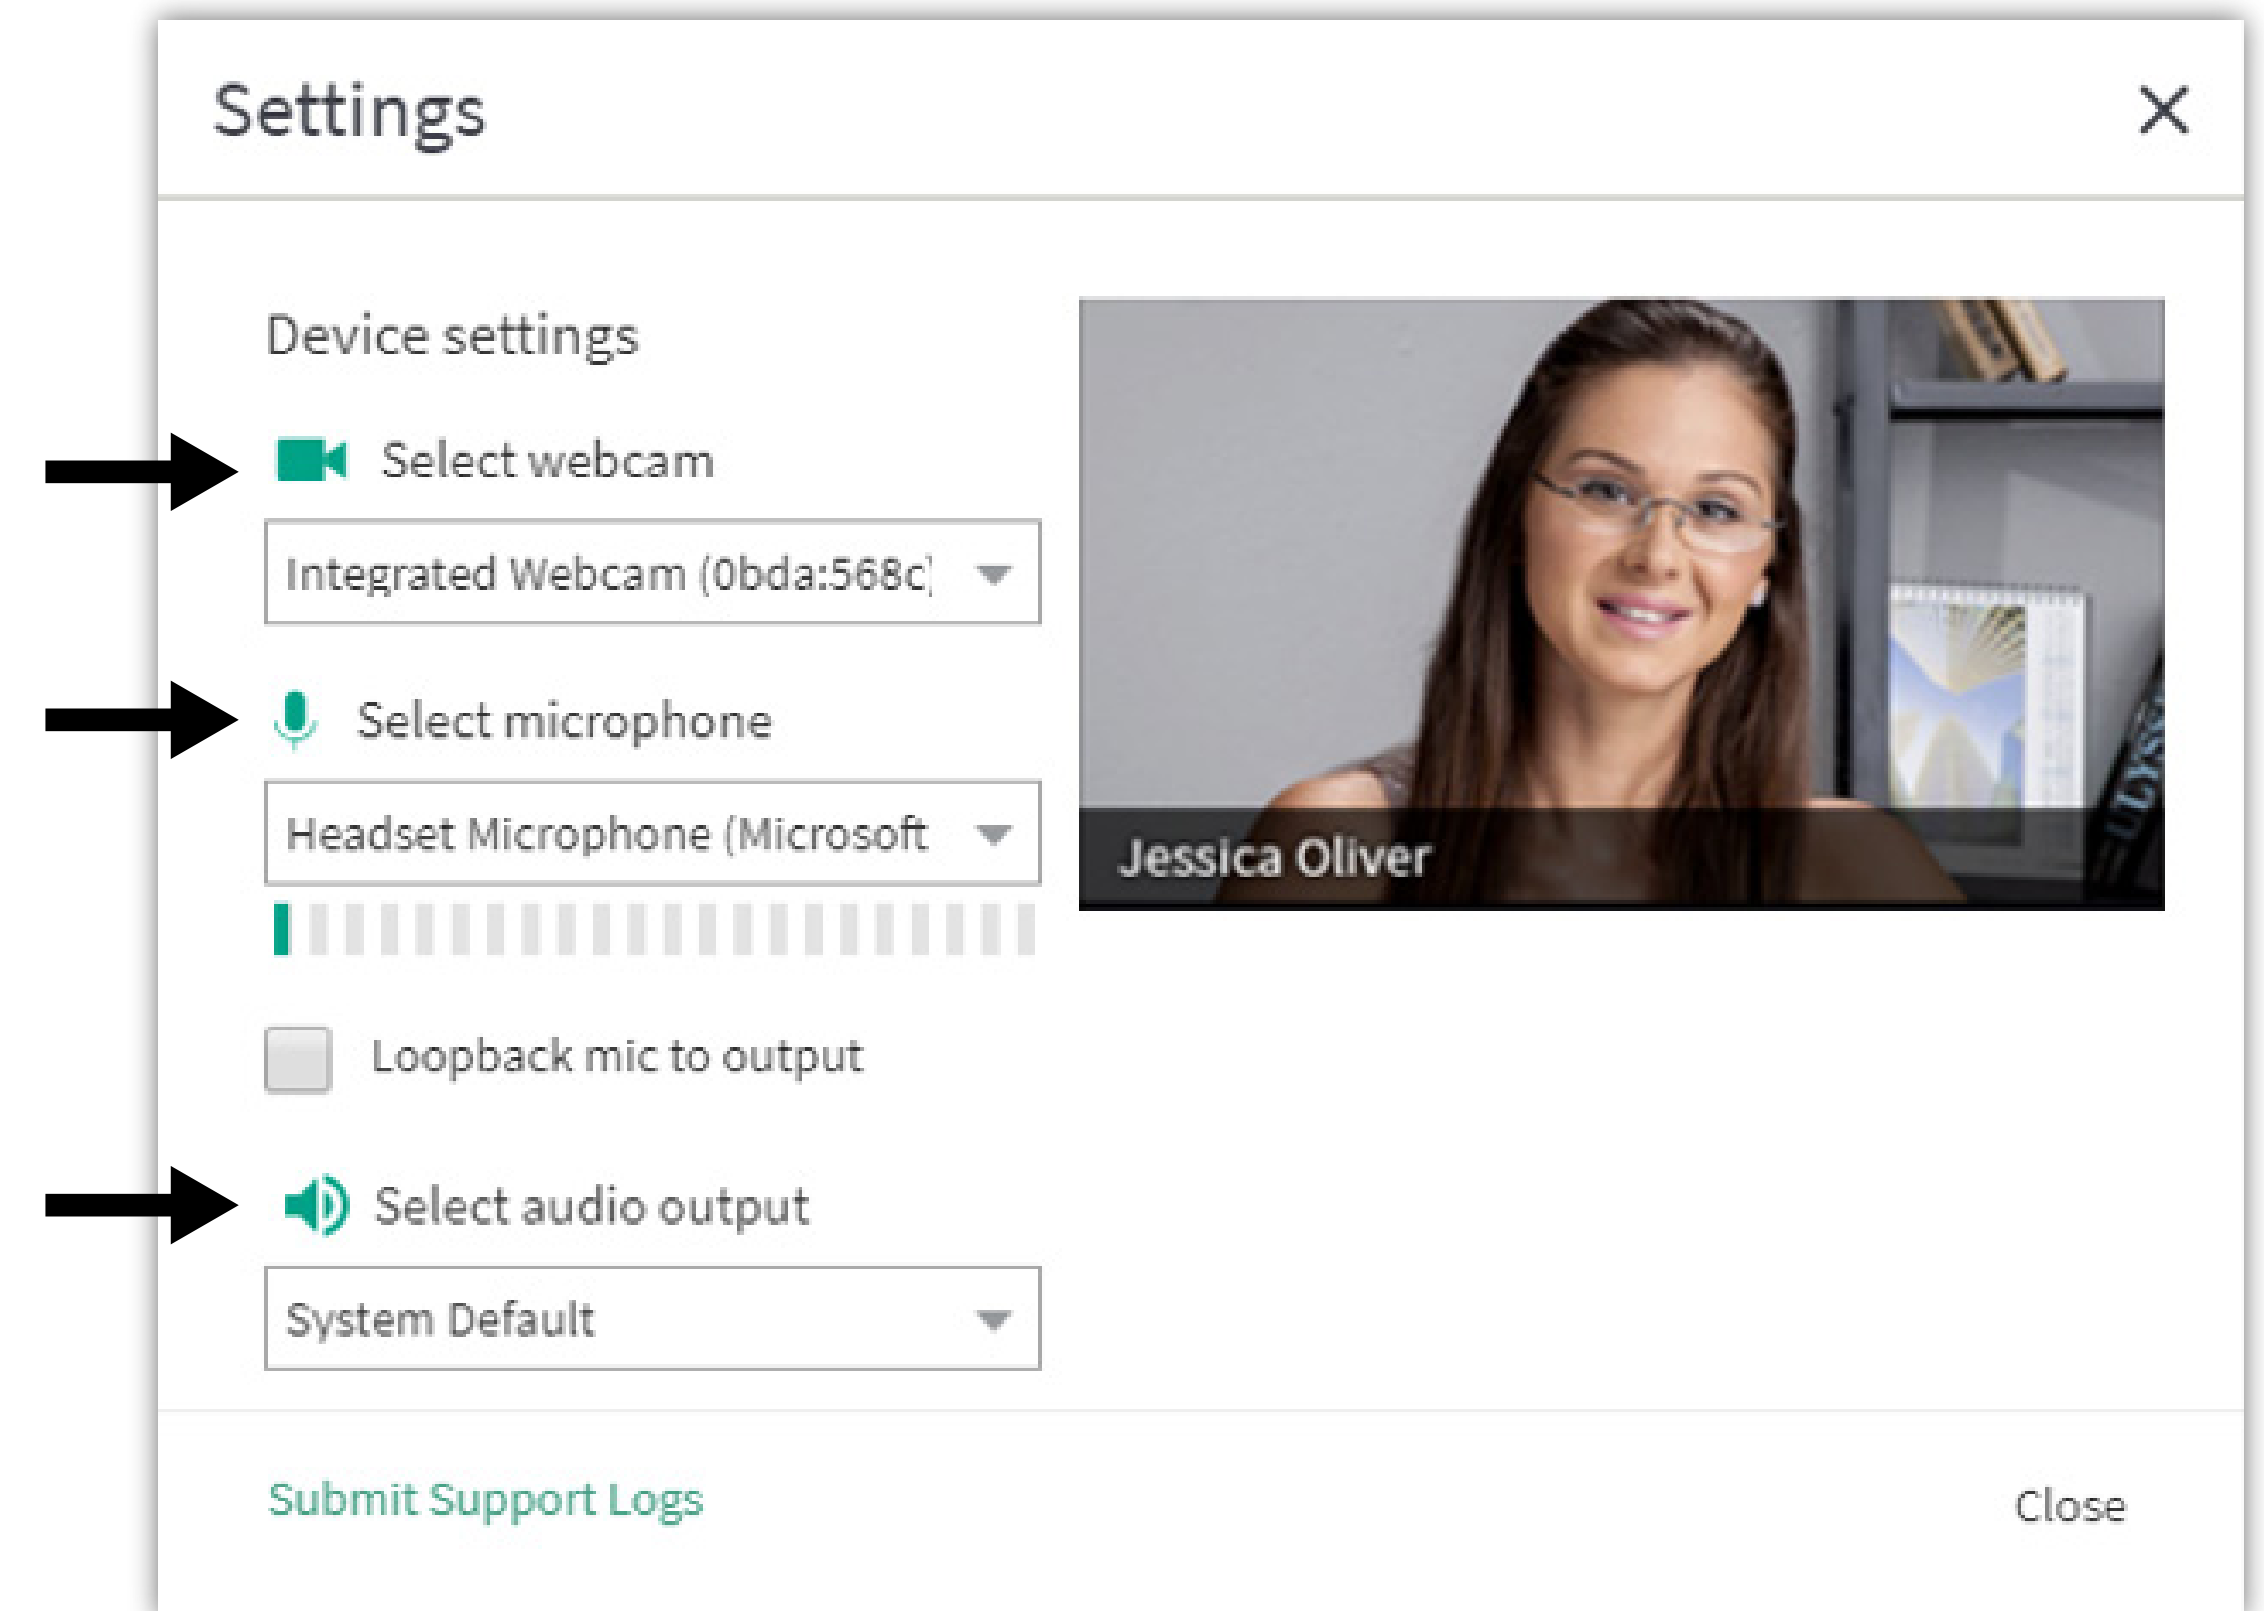 Settings
Device settings
Select webcam
Integrated Webcam (0bda:568c)
Select microphone
Headset Microphone (Microsoft
Jessica Oliver
Loopback mic to output
Select audio output
System Default
Submit Support Logs
Close